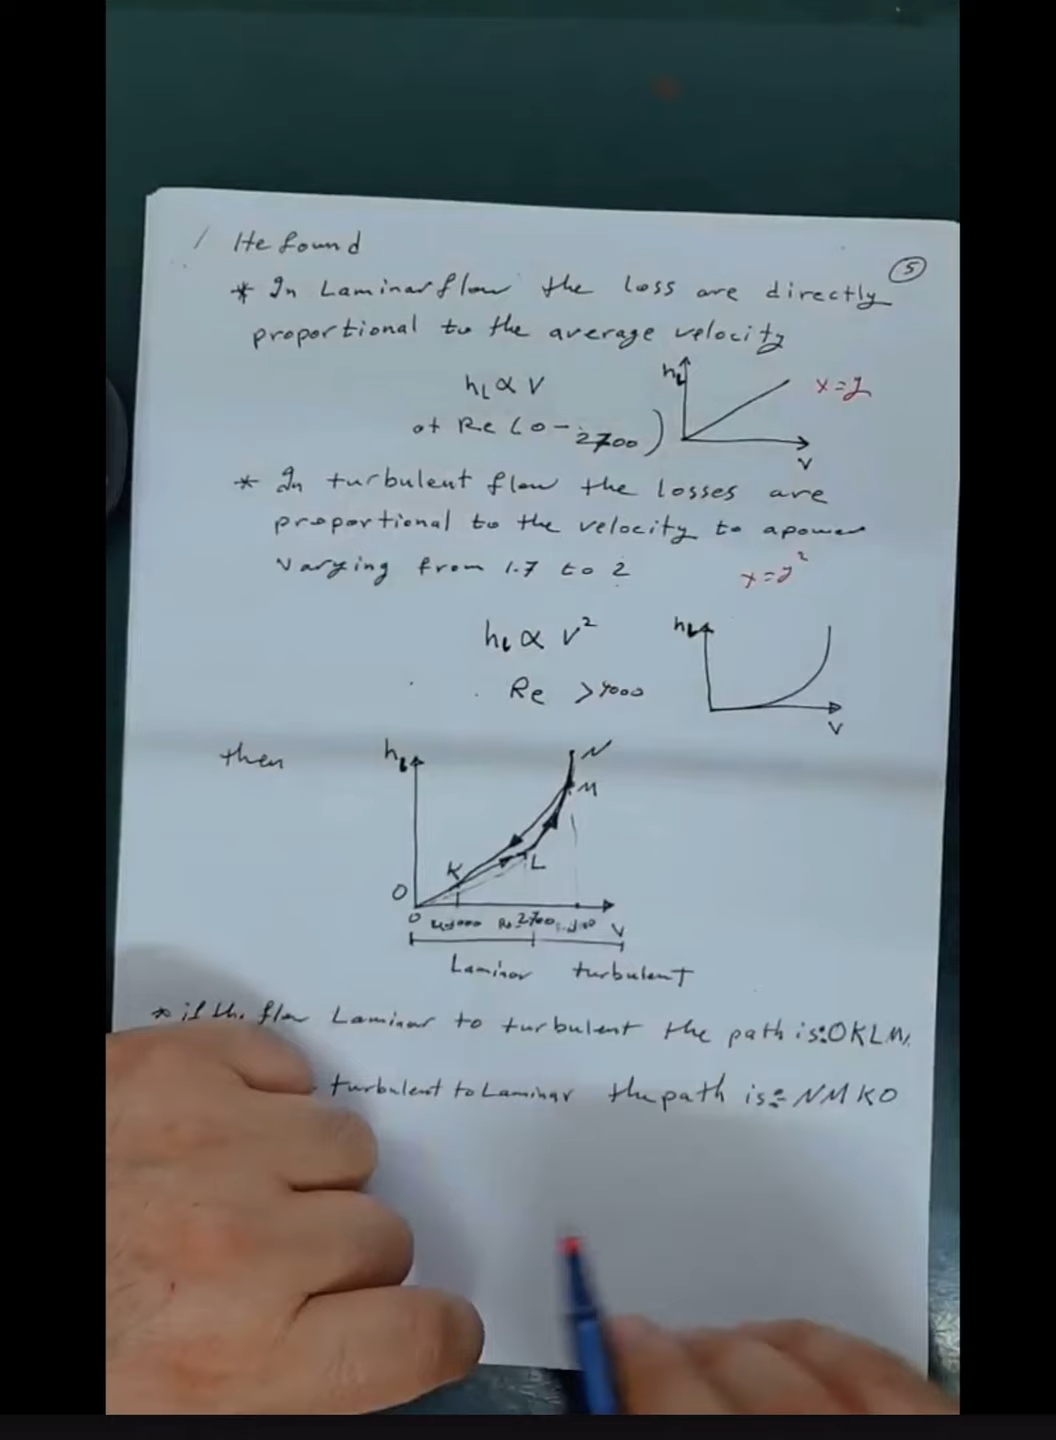 He found
5
* In Laminar flow the loss are directly
proportional to the average velocity
hL ∝ V
hL
x=y
at Re (0-2700)
V
* In turbulent flow the losses are
proportional to the velocity to a power
varying from 1.7 to 2
x=y²
hL ∝ V²
hL
Re >4000
V
then
hL
N
M
K
L
O
0
Re 2700
V
Laminar turbulent
* if the flow Laminar to turbulent the path is: OKLM
turbulent to Laminar the path is: NMKO